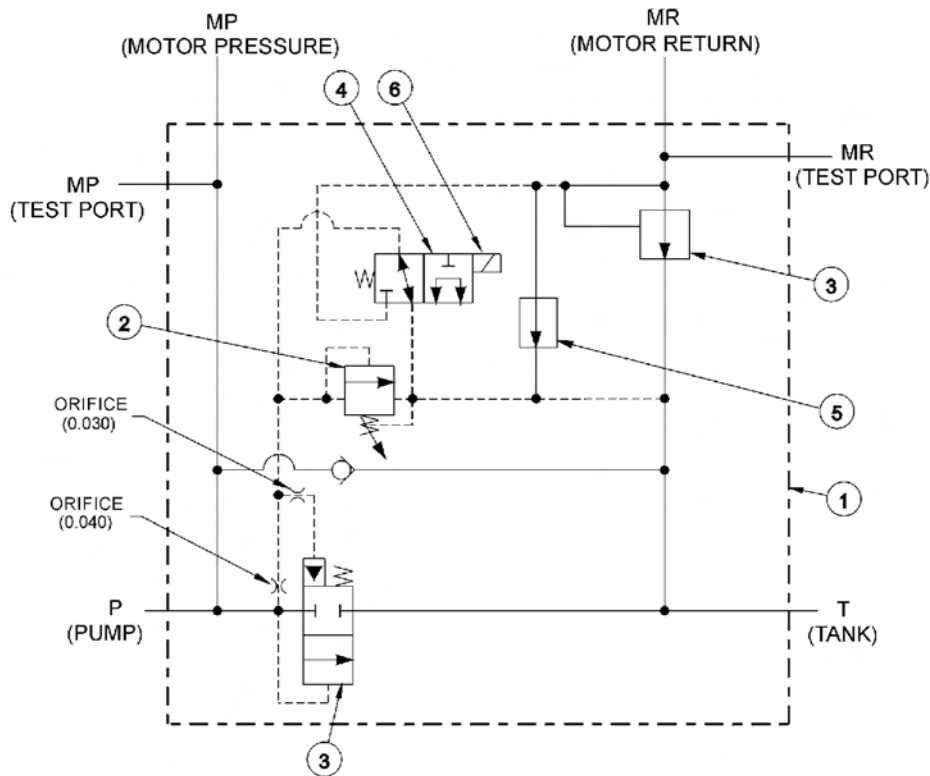 MP
(MOTOR PRESSURE)
MR
(MOTOR RETURN)
4
6
MP
(TEST PORT)
MR
(TEST PORT)
3
2
5
ORIFICE
(0.030)
1
ORIFICE
(0.040)
P
(PUMP)
T
(TANK)
3